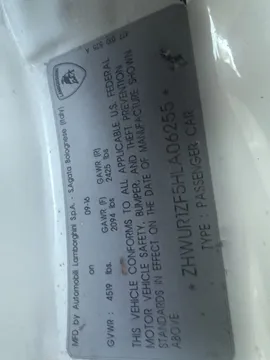 LAMBORGHINI
MFD. by Automobili Lamborghini S.p.A. - S.Agata Bolognese (Italy)
on 09-16
GVWR: 4519 lbs GAWR (F) 2094 lbs GAWR (R) 2425 lbs
THIS VEHICLE CONFORMS TO ALL APPLICABLE U.S. FEDERAL
MOTOR VEHICLE SAFETY, BUMPER, AND THEFT PREVENTION
STANDARDS IN EFFECT ON THE DATE OF MANUFACTURE SHOWN
ABOVE
* ZHWUR1ZF5HLA06255 *
TYPE : PASSENGER CAR